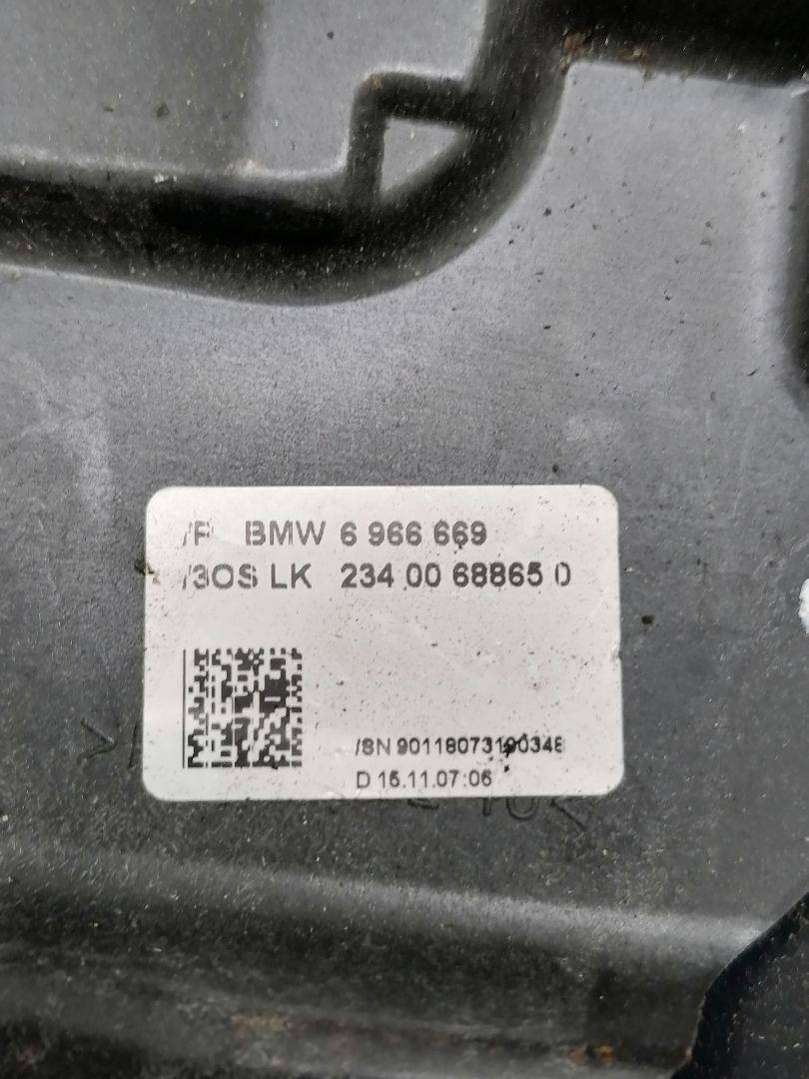 /P BMW 6 966 669
/3OS LK 234 00 68865 0
/SN 90118073190348
D 15.11.07:06